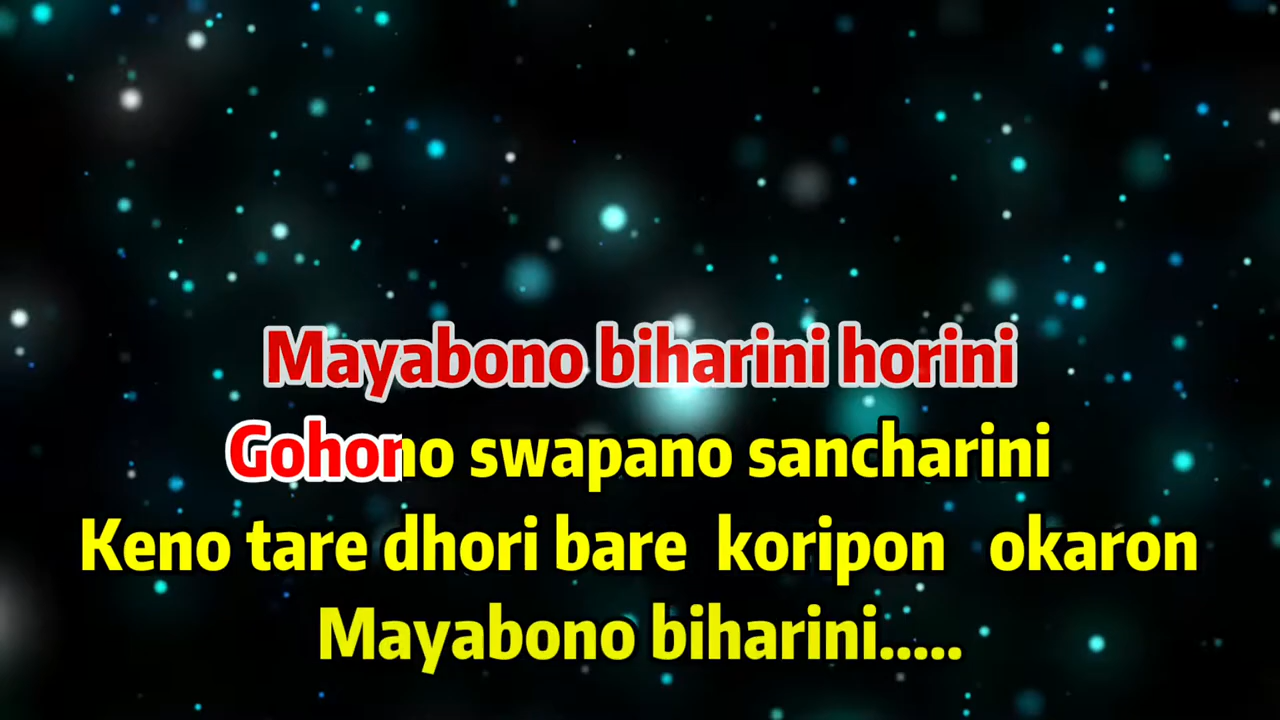 Mayabono biharini horini
Gohono swapano sancharini
Keno tare dhori bare koripon okaron
Mayabono biharini.....